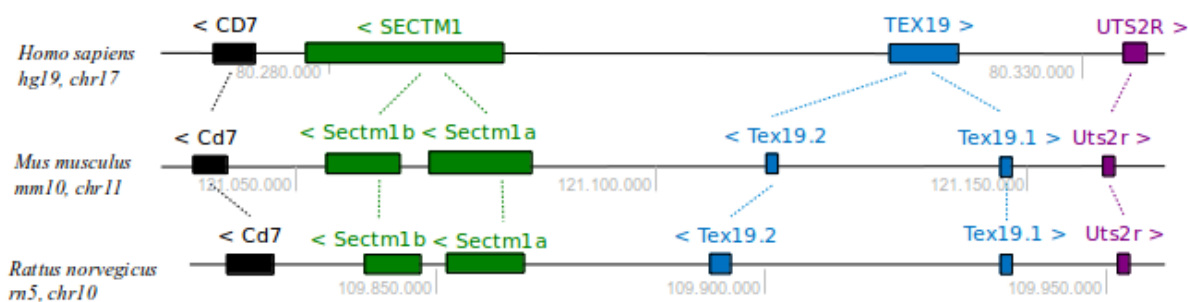 < CD7 < SECTM1 TEX19 > UTS2R >
Homo sapiens
hg19, chr17
80.280.000 80.330.000
< Cd7 < Sectm1b < Sectm1a < Tex19.2 Tex19.1 > Uts2r >
Mus musculus
mm10, chr11
121.050.000 121.100.000 121.150.000
< Cd7 < Sectm1b < Sectm1a < Tex19.2 Tex19.1 > Uts2r >
Rattus norvegicus
rn5, chr10
109.850.000 109.900.000 109.950.000